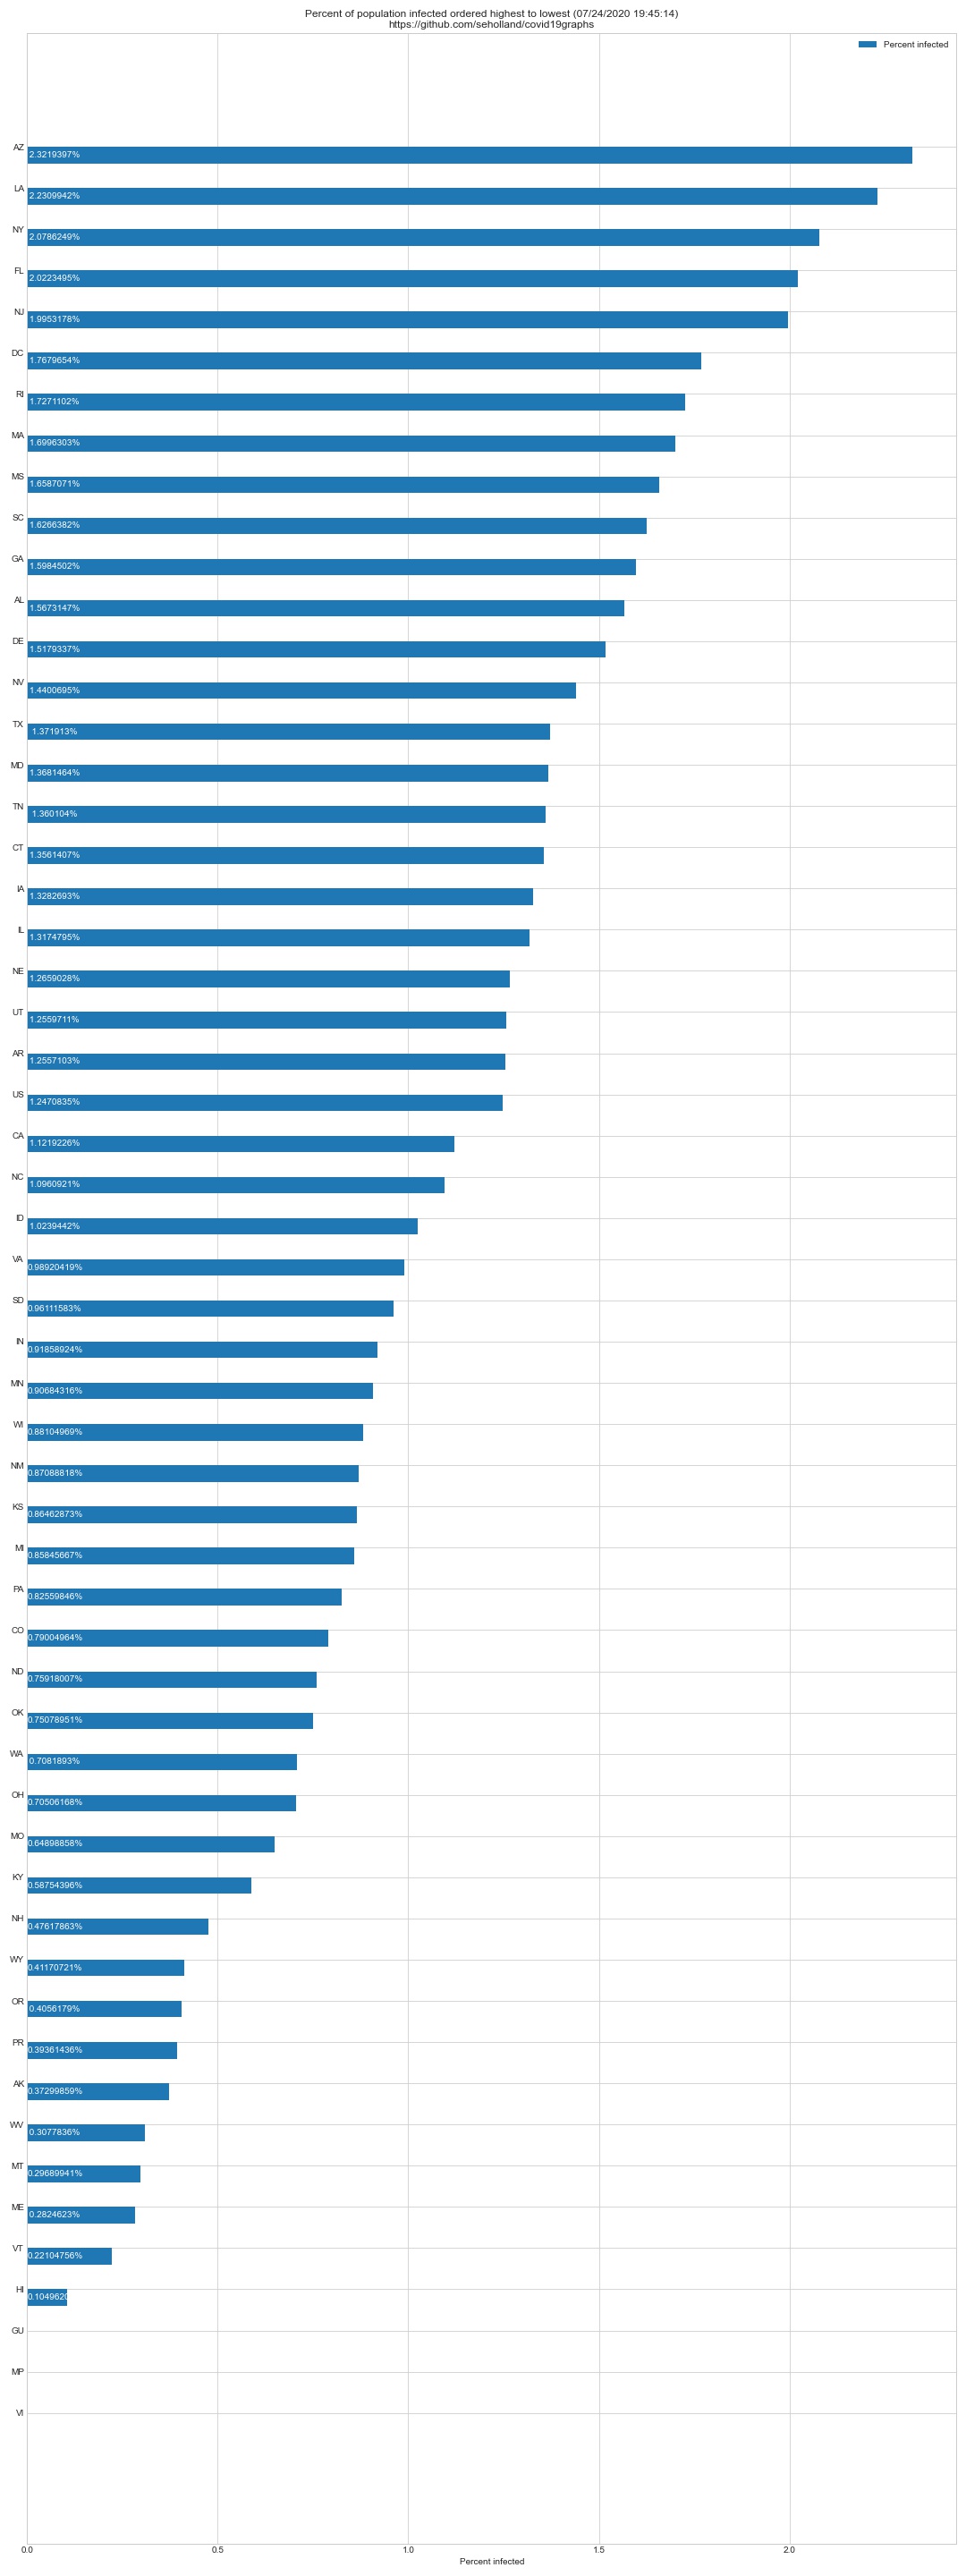 Percent of population infected ordered highest to lowest (07/24/2020 19:45:14)
https://github.com/seholland/covid19graphs
Percent infected
AZ 2.3219397%
LA 2.2309942%
NY 2.0786249%
FL 2.0223495%
NJ 1.9953178%
DC 1.7679654%
RI 1.7271102%
MA 1.6996303%
MS 1.6587071%
SC 1.6266382%
GA 1.5984502%
AL 1.5673147%
DE 1.5179337%
NV 1.4400695%
TX 1.371913%
MD 1.3681464%
TN 1.360104%
CT 1.3561407%
IA 1.3282693%
IL 1.3174795%
NE 1.2659028%
UT 1.2559711%
AR 1.2557103%
US 1.2470835%
CA 1.1219226%
NC 1.0960921%
ID 1.0239442%
VA 0.98920419%
SD 0.96111583%
IN 0.91858924%
MN 0.90684316%
WI 0.88104969%
NM 0.87088818%
KS 0.86462873%
MI 0.85845667%
PA 0.82559846%
CO 0.79004964%
ND 0.75918007%
OK 0.75078951%
WA 0.7081893%
OH 0.70506168%
MO 0.64898858%
KY 0.58754396%
NH 0.47617863%
WY 0.41170721%
OR 0.4056179%
PR 0.39361436%
AK 0.37299859%
WV 0.3077836%
MT 0.29689941%
ME 0.2824623%
VT 0.22104756%
HI 0.1049620
GU
MP
VI
0.0 0.5 1.0 1.5 2.0
Percent infected